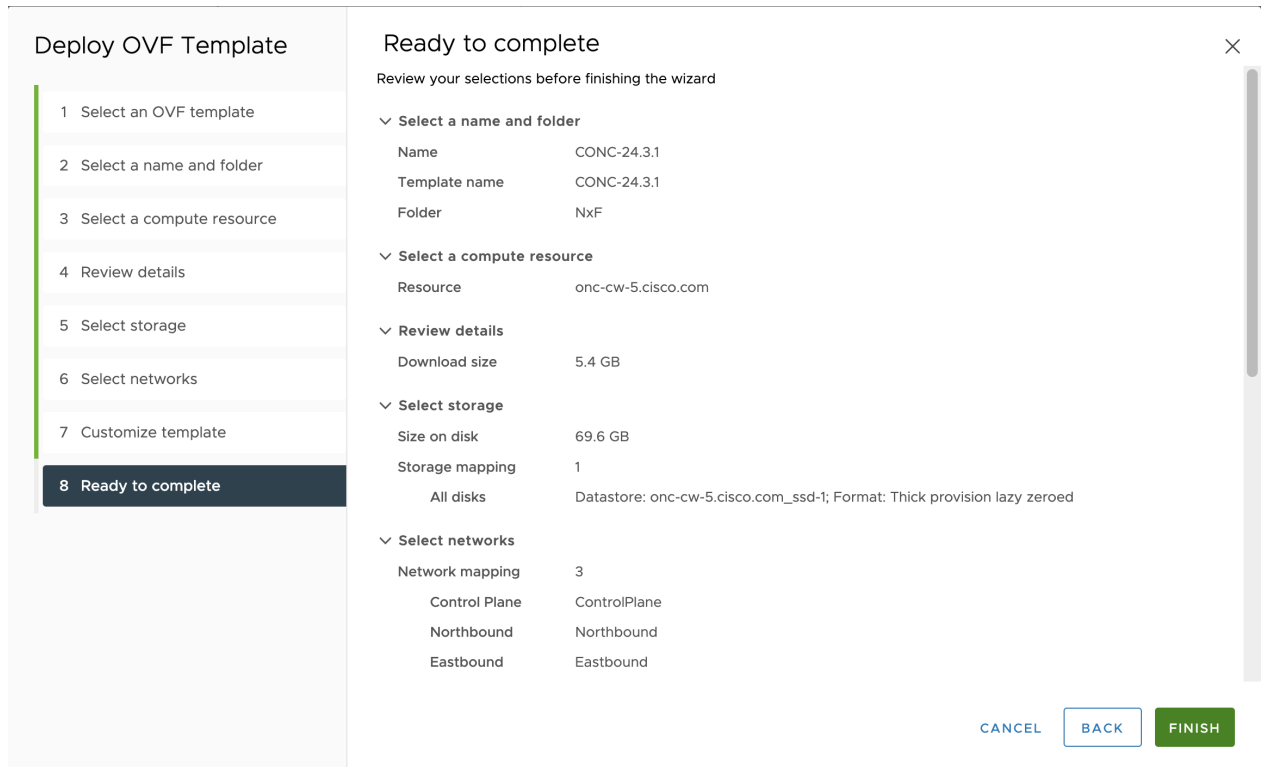 Deploy OVF Template
1 Select an OVF template
2 Select a name and folder
3 Select a compute resource
4 Review details
5 Select storage
6 Select networks
7 Customize template
8 Ready to complete
Ready to complete
Review your selections before finishing the wizard
Select a name and folder
Name CONC-24.3.1
Template name CONC-24.3.1
Folder NxF
Select a compute resource
Resource onc-cw-5.cisco.com
Review details
Download size 5.4 GB
Select storage
Size on disk 69.6 GB
Storage mapping 1
All disks Datastore: onc-cw-5.cisco.com_ssd-1; Format: Thick provision lazy zeroed
Select networks
Network mapping 3
Control Plane ControlPlane
Northbound Northbound
Eastbound Eastbound
CANCEL BACK FINISH